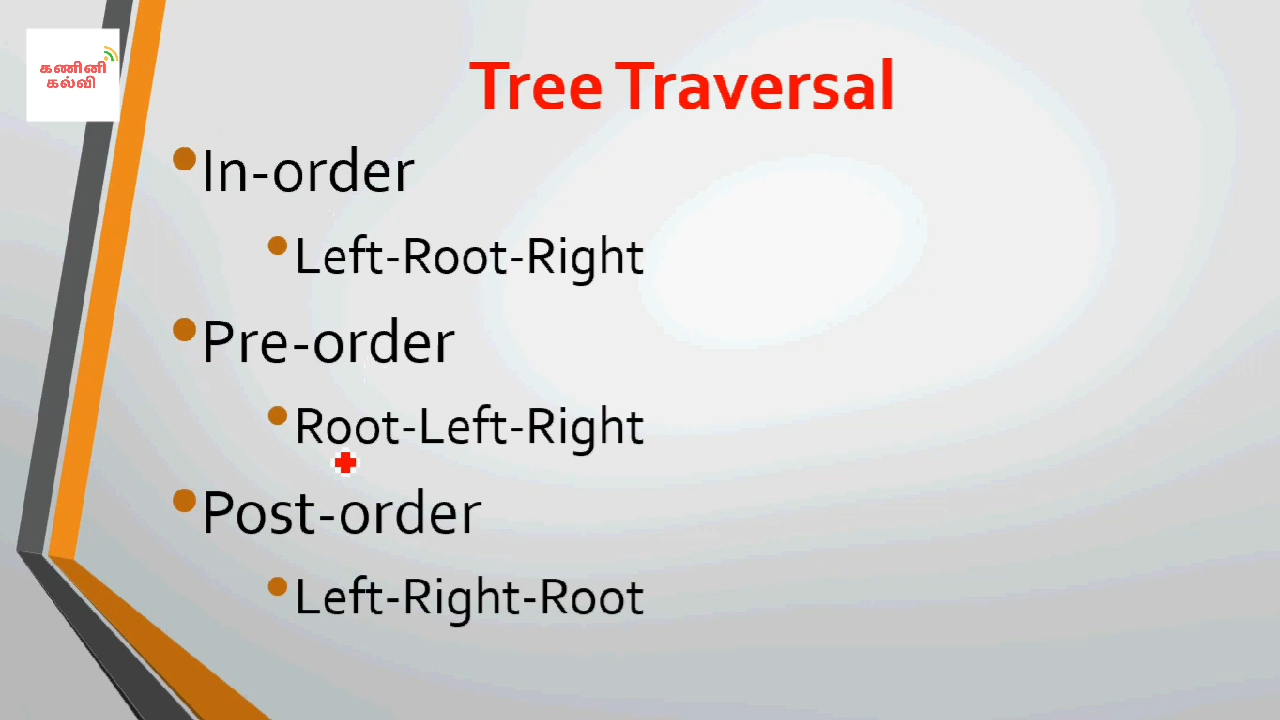 கணினி
கல்வி
Tree Traversal
In-order
Left-Root-Right
Pre-order
Root-Left-Right
Post-order
Left-Right-Root